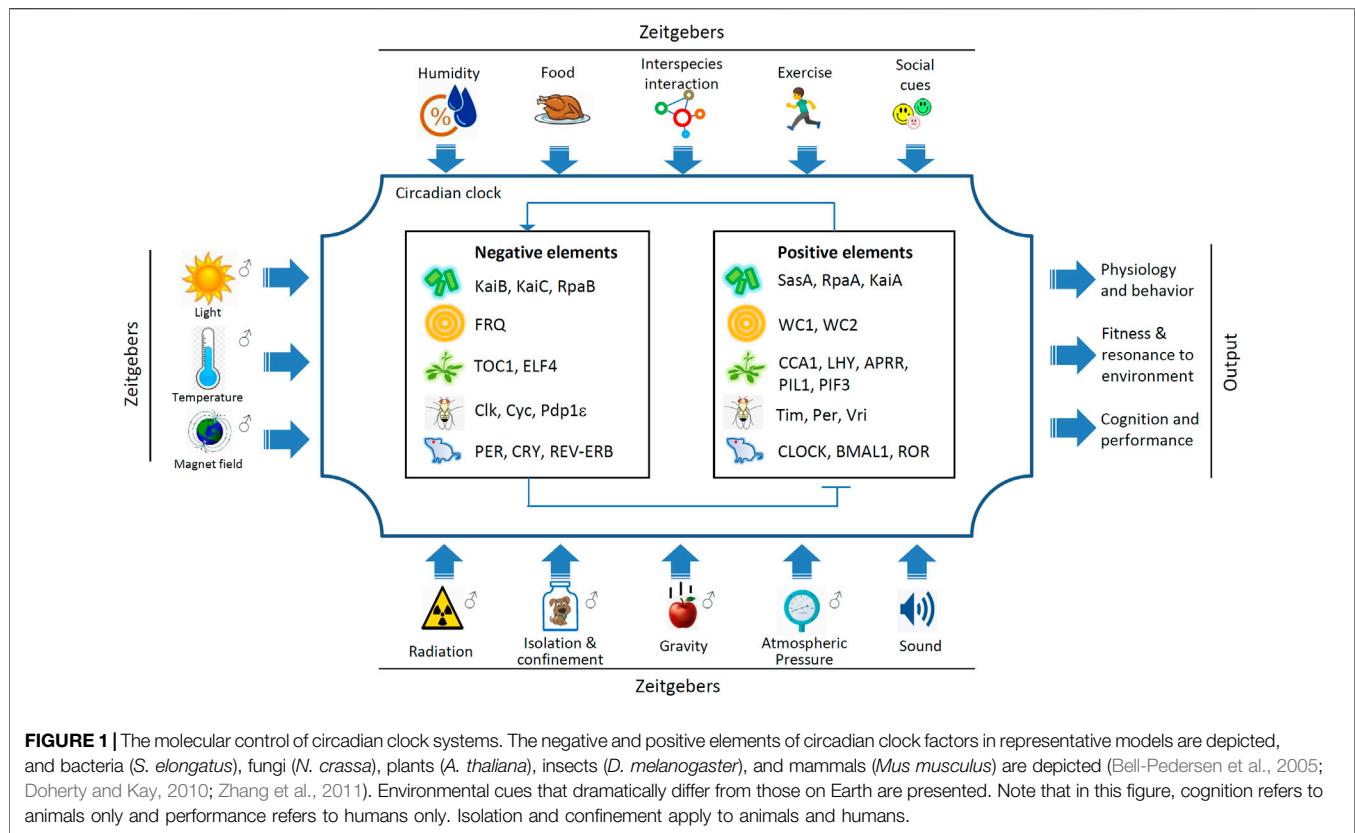 Zeitgebers
Humidity
%
Food
Interspecies
interaction
Exercise
Social
cues
Circadian clock
Zeitgebers
Light
♂
Temperature
♂
Magnet field
♂
Negative elements
KaiB, KaiC, RpaB
FRQ
TOC1, ELF4
Clk, Cyc, Pdp1ε
PER, CRY, REV-ERB
Positive elements
SasA, RpaA, KaiA
WC1, WC2
CCA1, LHY, APRR,
PIL1, PIF3
Tim, Per, Vri
CLOCK, BMAL1, ROR
Physiology
and behavior
Fitness &
resonance to
environment
Cognition and
performance
Output
♂
Radiation
♂
Isolation &
confinement
♂
Gravity
♂
Atmospheric
Pressure
Sound
Zeitgebers
FIGURE 1 | The molecular control of circadian clock systems. The negative and positive elements of circadian clock factors in representative models are depicted,
and bacteria (S. elongatus), fungi (N. crassa), plants (A. thaliana), insects (D. melanogaster), and mammals (Mus musculus) are depicted (Bell-Pedersen et al., 2005;
Doherty and Kay, 2010; Zhang et al., 2011). Environmental cues that dramatically differ from those on Earth are presented. Note that in this figure, cognition refers to
animals only and performance refers to humans only. Isolation and confinement apply to animals and humans.